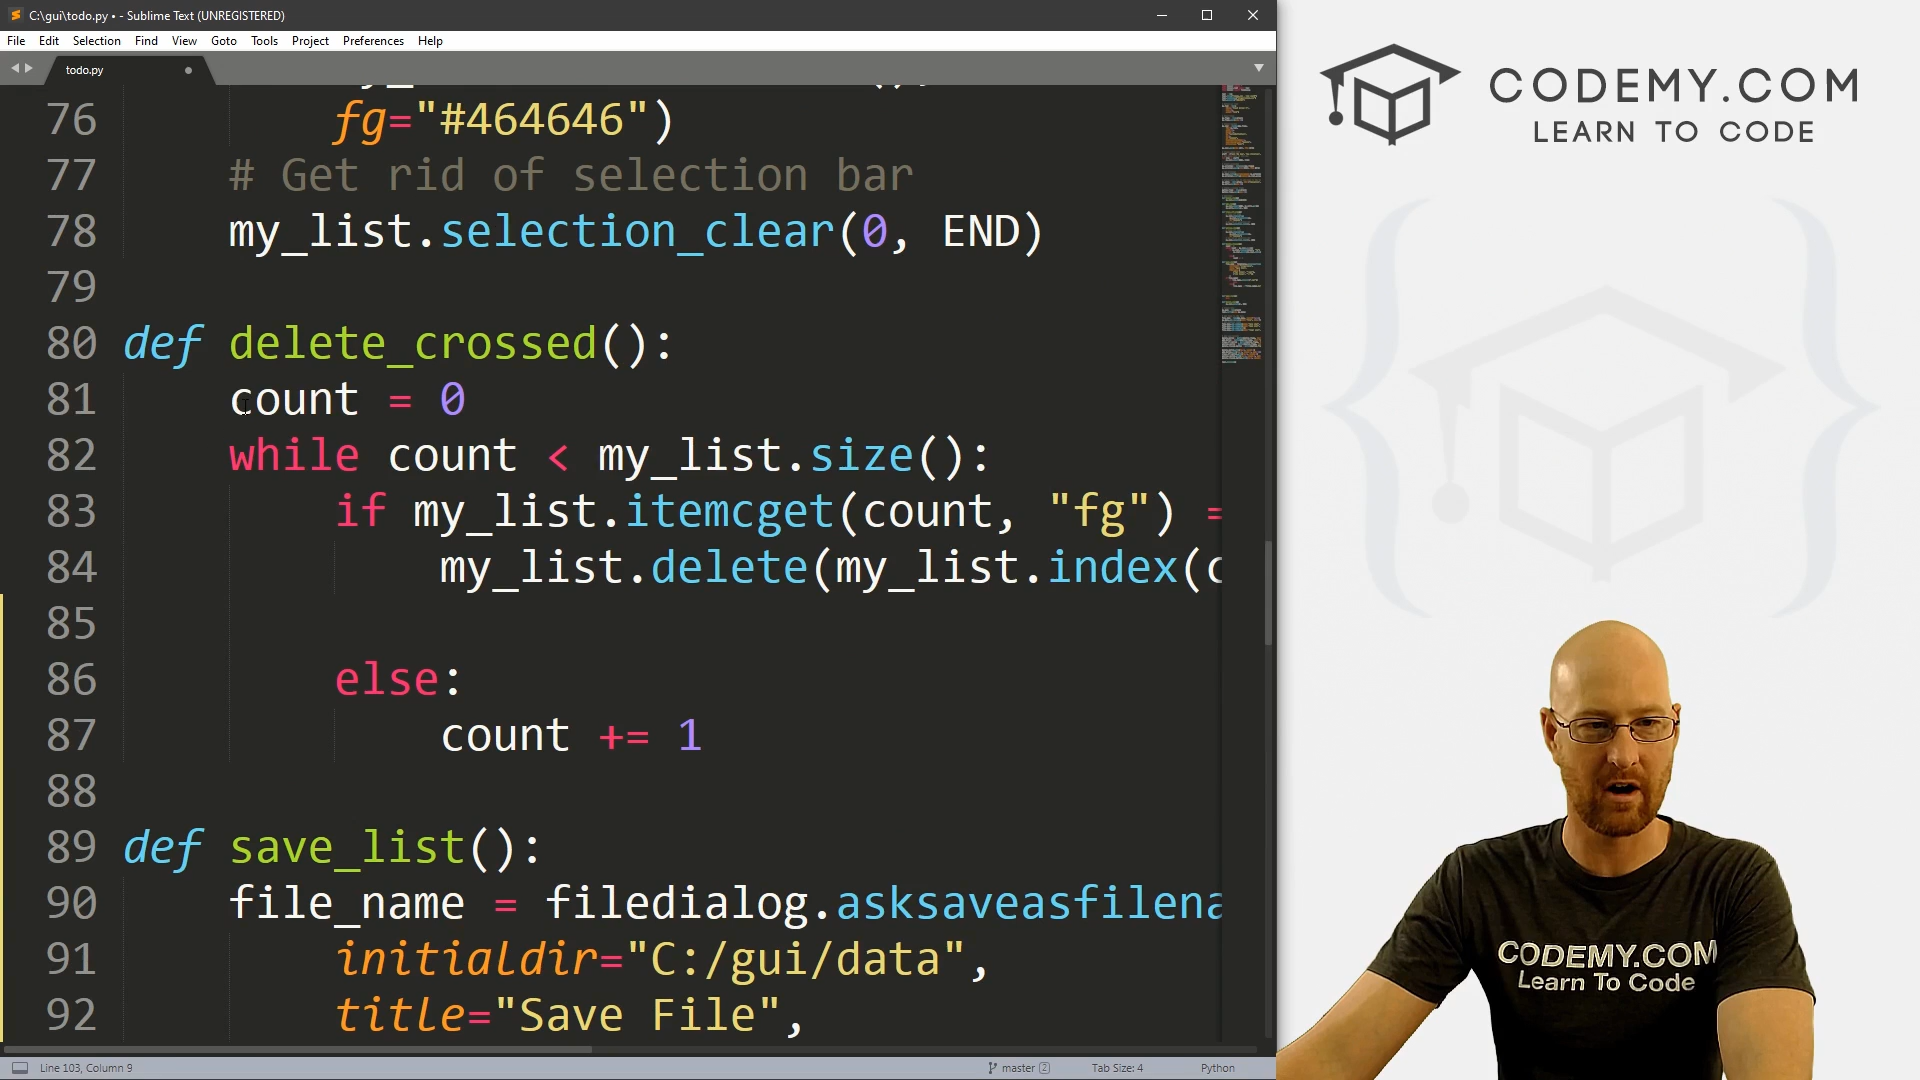 C:\gui\todo.py • - Sublime Text (UNREGISTERED)
File Edit Selection Find View Goto Tools Project Preferences Help
todo.py
76 fg="#464646")
77 # Get rid of selection bar
78 my_list.selection_clear(0, END)
79
80 def delete_crossed():
81 count = 0
82 while count < my_list.size():
83 if my_list.itemcget(count, "fg") =
84 my_list.delete(my_list.index(c
85
86 else:
87 count += 1
88
89 def save_list():
90 file_name = filedialog.asksaveasfilena
91 initialdir="C:/gui/data",
92 title="Save File",
Line 103, Column 9
master 2
Tab Size: 4
Python
CODEMY.COM
LEARN TO CODE
CODEMY.COM
Learn To Code